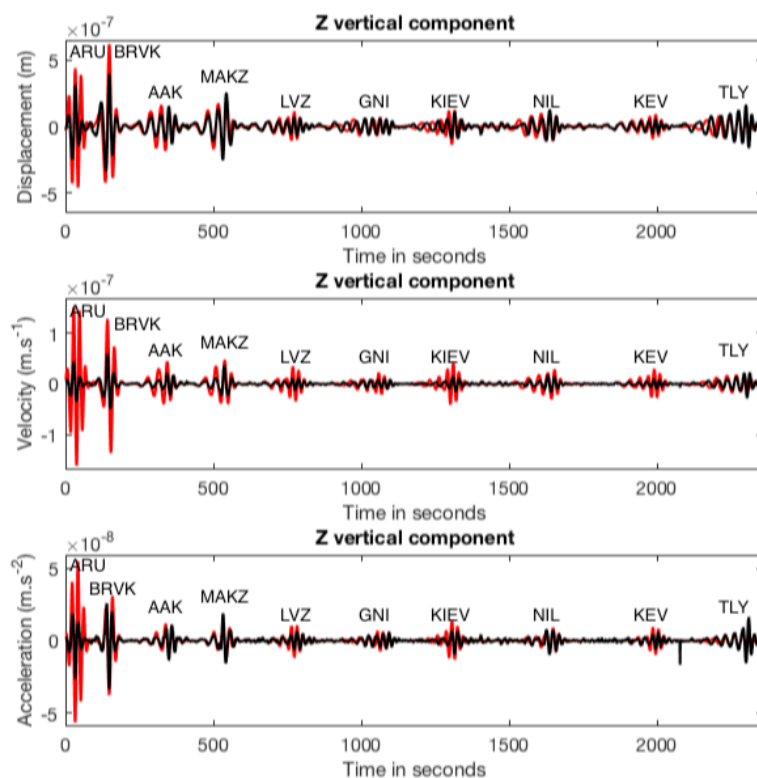 ×10⁻⁷
Z vertical component
Displacement (m)
5
0
-5
ARU BRVK
AAK
MAKZ
LVZ
GNI
KIEV
NIL
KEV
TLY
0 500 1000 1500 2000
Time in seconds
×10⁻⁷
Z vertical component
Velocity (m.s⁻¹)
1
0
-1
ARU
BRVK
AAK
MAKZ
LVZ
GNI
KIEV
NIL
KEV
TLY
0 500 1000 1500 2000
Time in seconds
×10⁻⁸
Z vertical component
Acceleration (m.s⁻²)
5
0
-5
ARU
BRVK
AAK
MAKZ
LVZ
GNI
KIEV
NIL
KEV
TLY
0 500 1000 1500 2000
Time in seconds